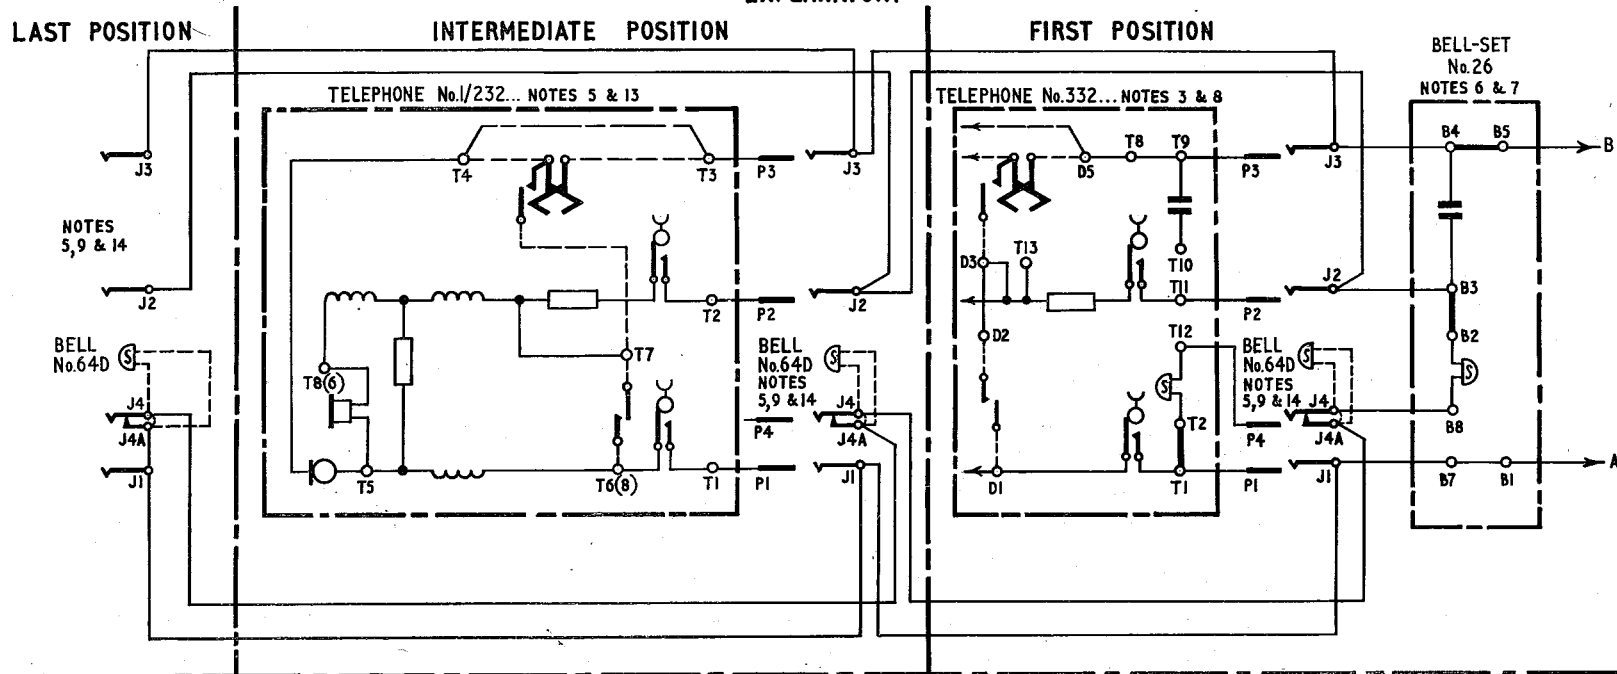 LAST POSITION
INTERMEDIATE POSITION
FIRST POSITION
BELL-SET
No.26
NOTES 6 & 7
TELEPHONE No.1/232... NOTES 5 & 13
TELEPHONE No.332... NOTES 3 & 8
J3
T4
T3
P3
J3
D5
T8
T9
P3
J3
B4
B5
B
NOTES
5,9 & 14
J2
T2
P2
J2
D3
T13
T10
T11
P2
J2
B3
BELL
No.64D
T8(6)
T7
BELL
No.64D
NOTES
5,9 & 14
D2
T12
BELL
No.64D
NOTES
5,9 & 14
B2
J4
J4A
P4
J4
J4A
T2
P4
J4
J4A
B8
J1
T5
T6(8)
T1
P1
J1
D1
T1
P1
J1
B7
B1
A